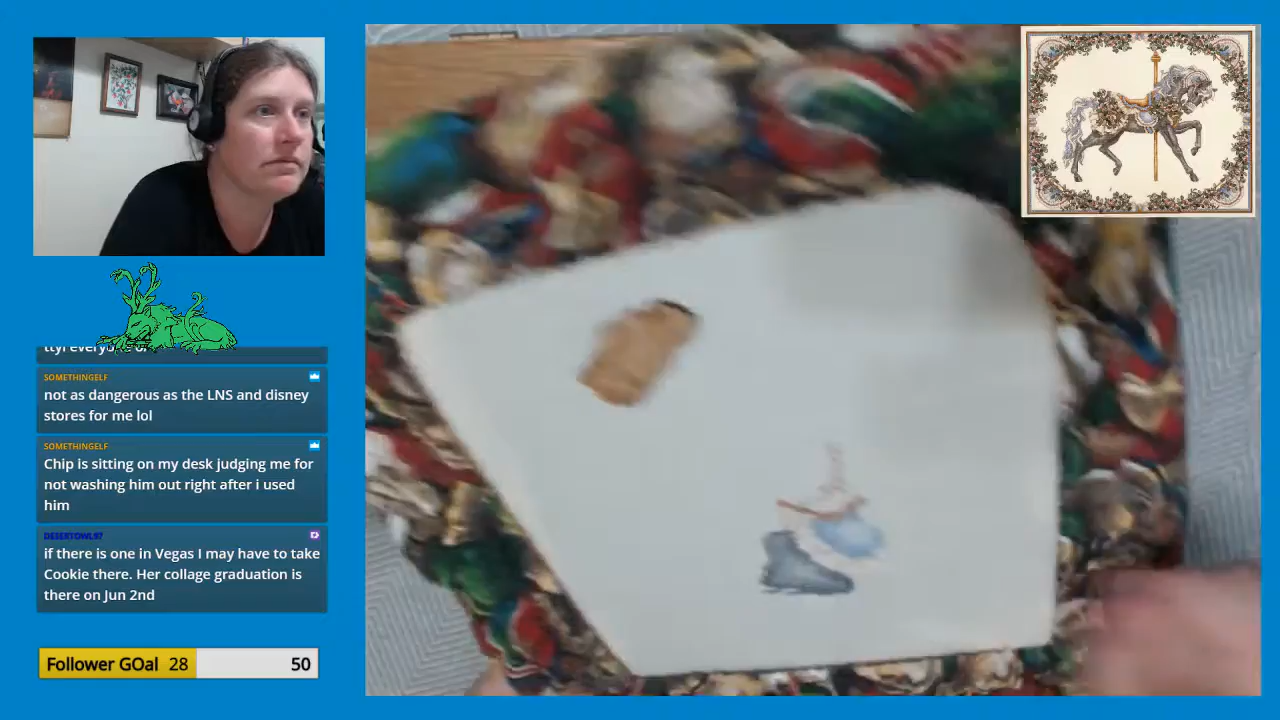 SOMETHINGELF
not as dangerous as the LNS and disney
stores for me lol
SOMETHINGELF
Chip is sitting on my desk judging me for
not washing him out right after i used
him
DESERTOWL97
if there is one in Vegas I may have to take
Cookie there. Her collage graduation is
there on Jun 2nd
Follower GOal 28 50